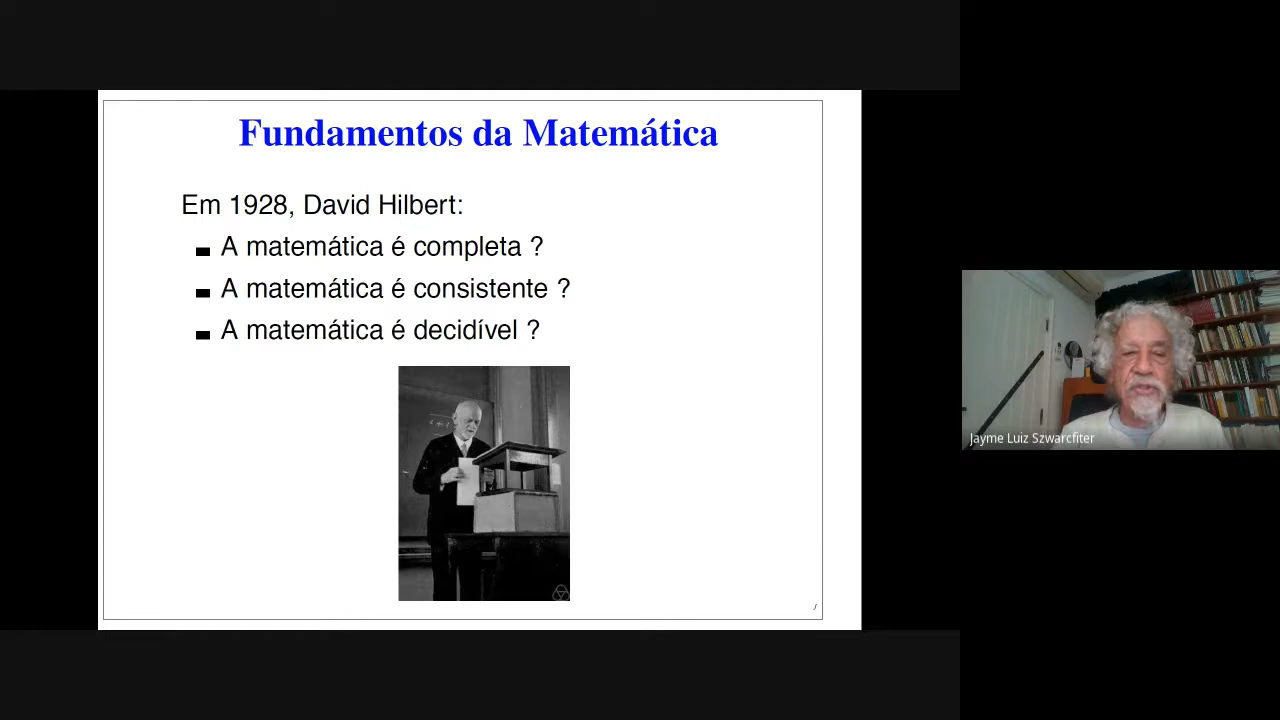 Fundamentos da Matemática
Em 1928, David Hilbert:
A matemática é completa ?
A matemática é consistente ?
A matemática é decidível ?
Jayme Luiz Szwarcfiter